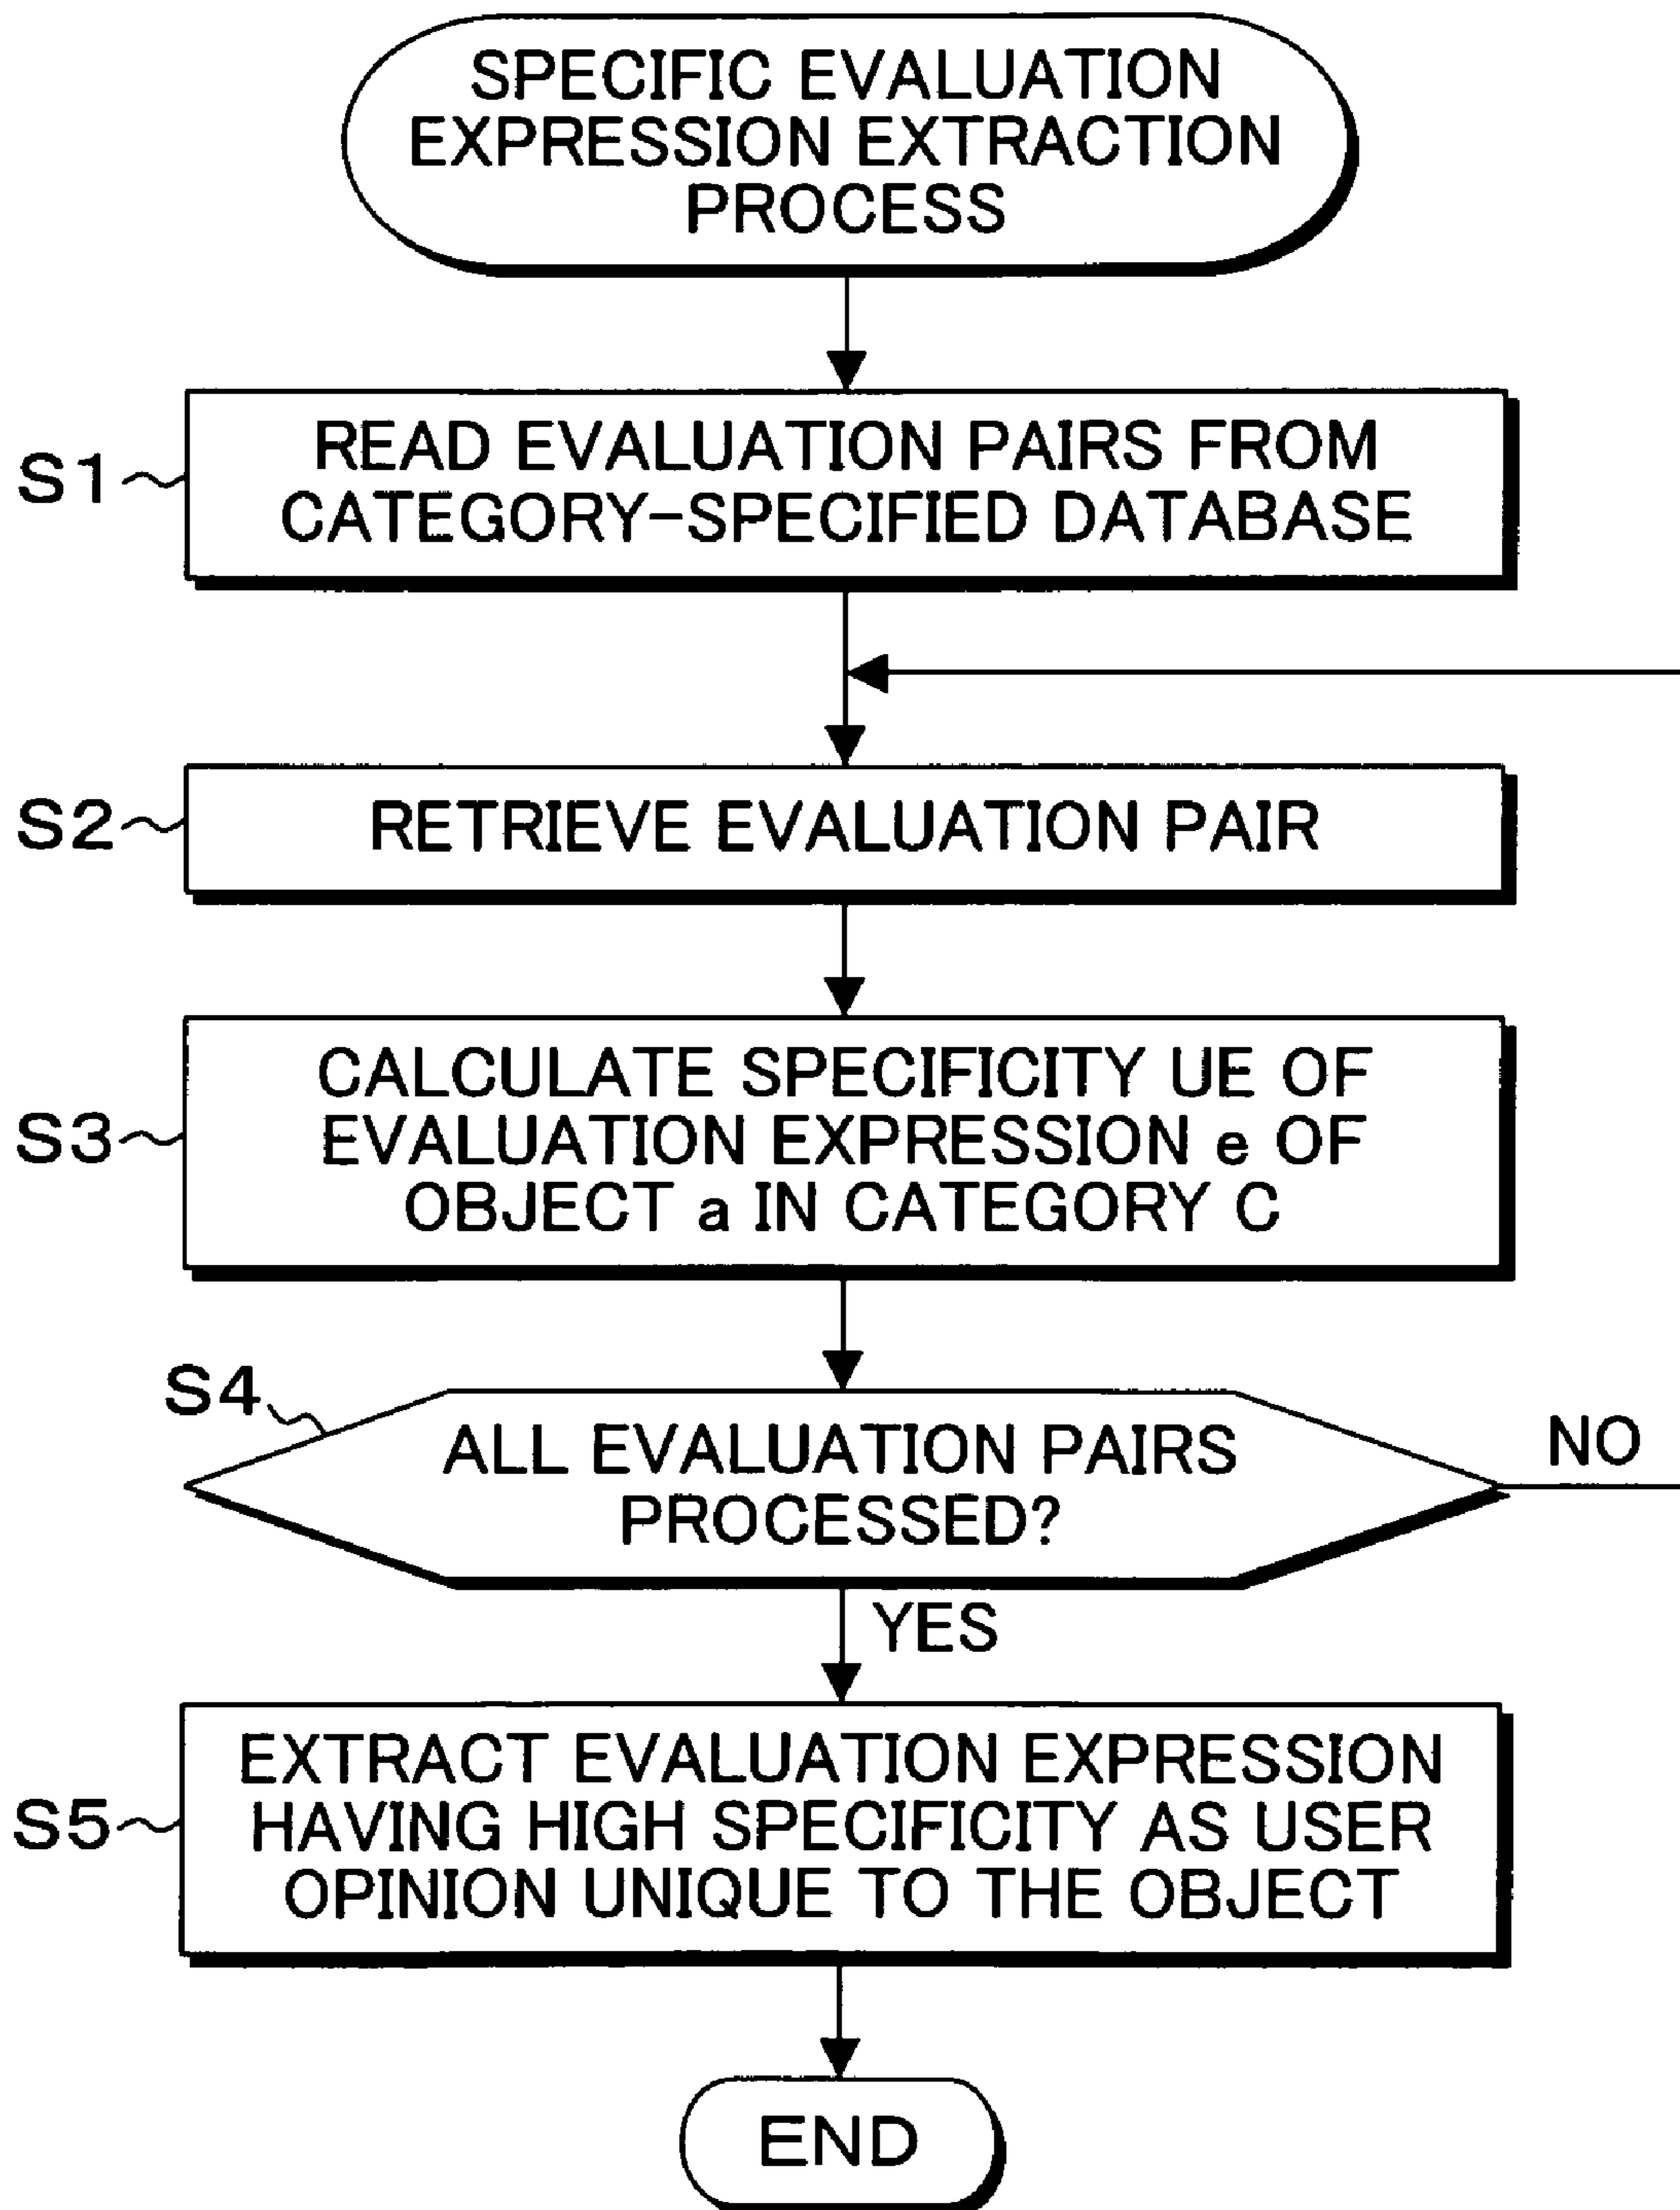 SPECIFIC EVALUATION
EXPRESSION EXTRACTION
PROCESS
S1
READ EVALUATION PAIRS FROM
CATEGORY-SPECIFIED DATABASE
S2
RETRIEVE EVALUATION PAIR
S3
CALCULATE SPECIFICITY UE OF
EVALUATION EXPRESSION e OF
OBJECT a IN CATEGORY C
S4
ALL EVALUATION PAIRS
PROCESSED?
NO
YES
S5
EXTRACT EVALUATION EXPRESSION
HAVING HIGH SPECIFICITY AS USER
OPINION UNIQUE TO THE OBJECT
END